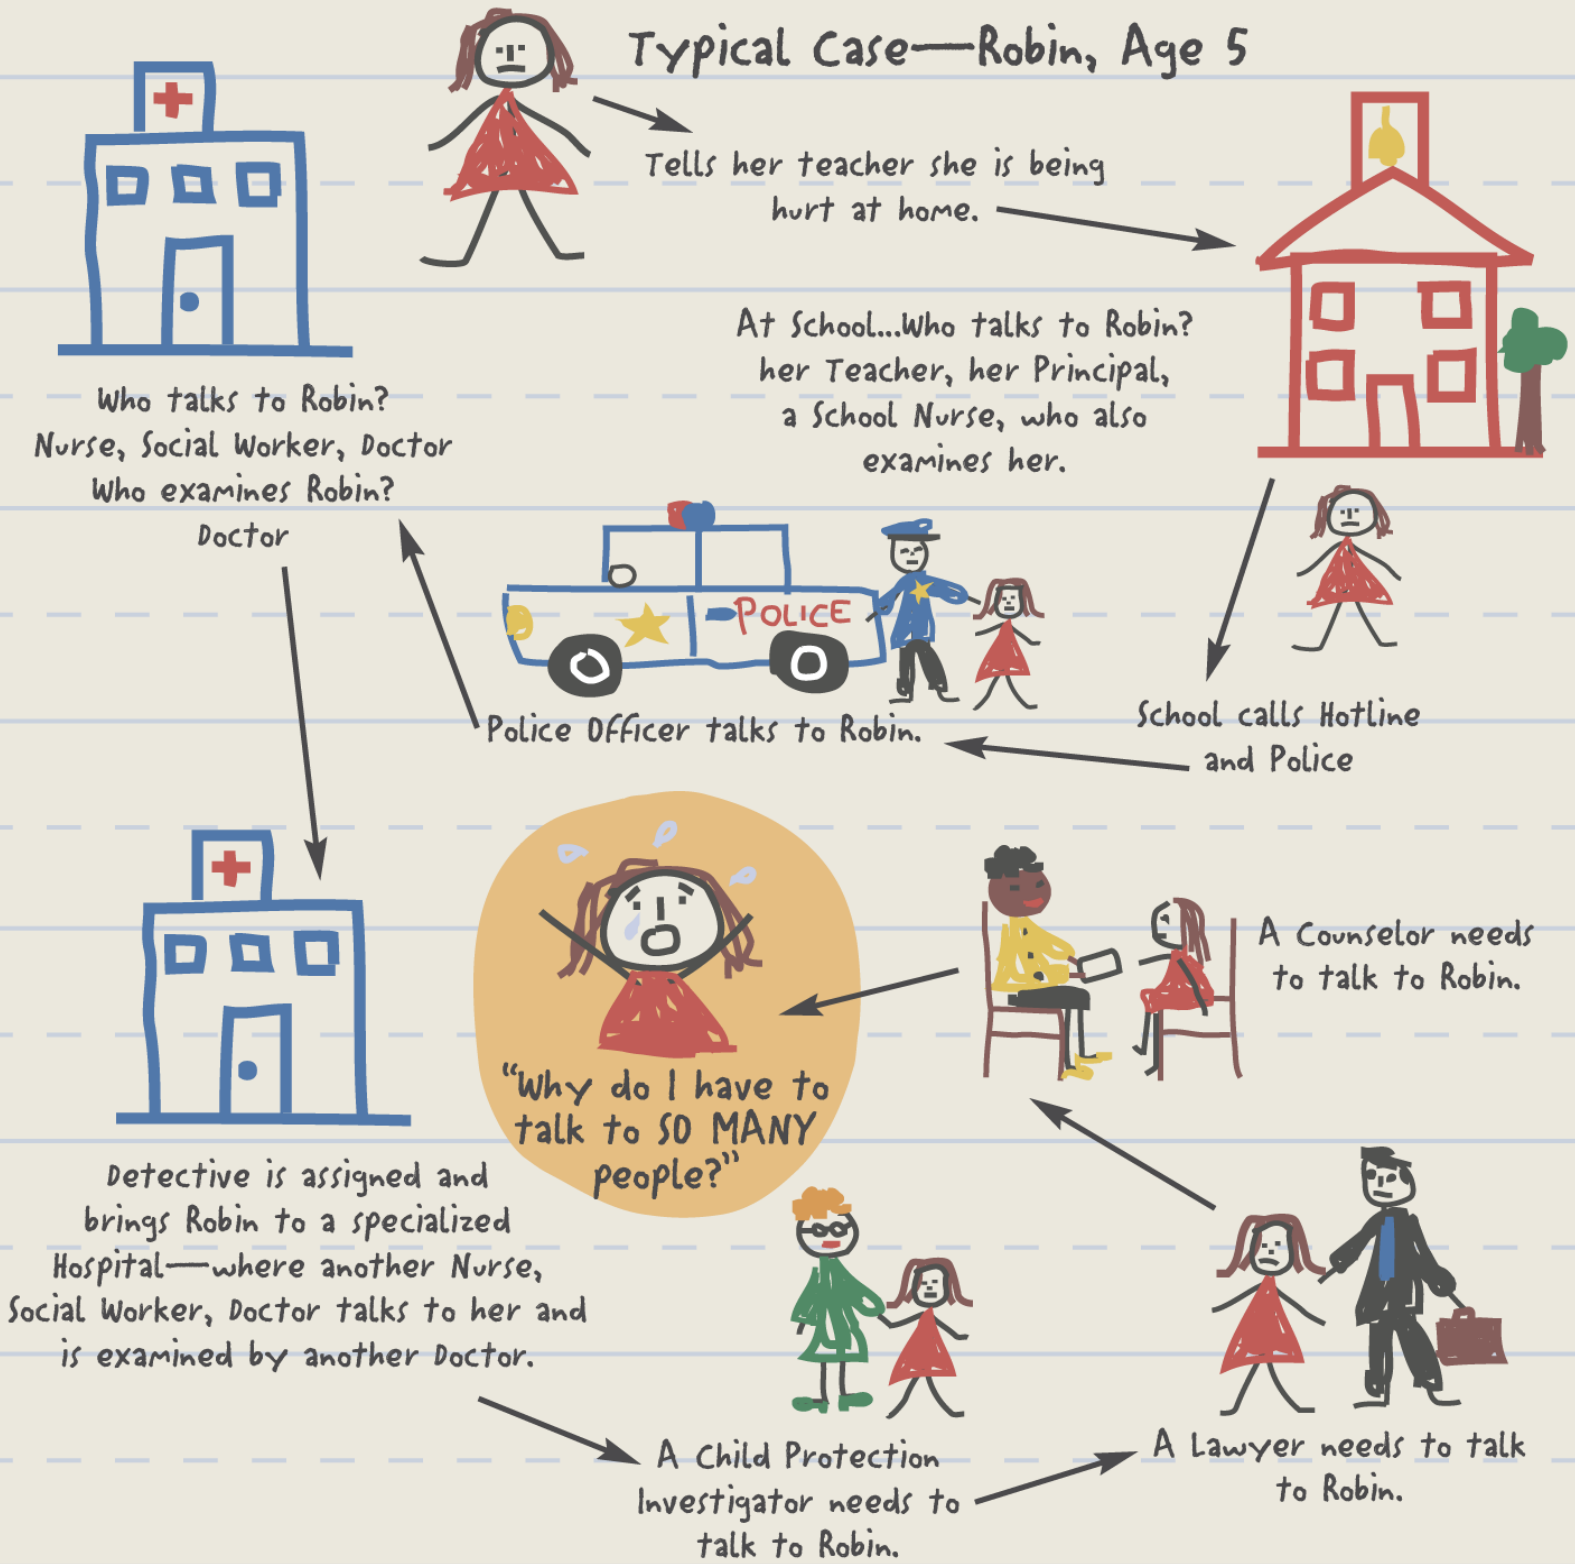 Typical Case—Robin, Age 5
Tells her teacher she is being
hurt at home.
At School...Who talks to Robin?
her Teacher, her Principal,
a School Nurse, who also
examines her.
School calls Hotline
and Police
POLICE
Police Officer talks to Robin.
Who talks to Robin?
Nurse, Social Worker, Doctor
Who examines Robin?
Doctor
Detective is assigned and
brings Robin to a specialized
Hospital—where another Nurse,
Social Worker, Doctor talks to her and
is examined by another Doctor.
A Child Protection
Investigator needs to
talk to Robin.
A Lawyer needs to talk
to Robin.
A Counselor needs
to talk to Robin.
“Why do I have to
talk to SO MANY
people?”